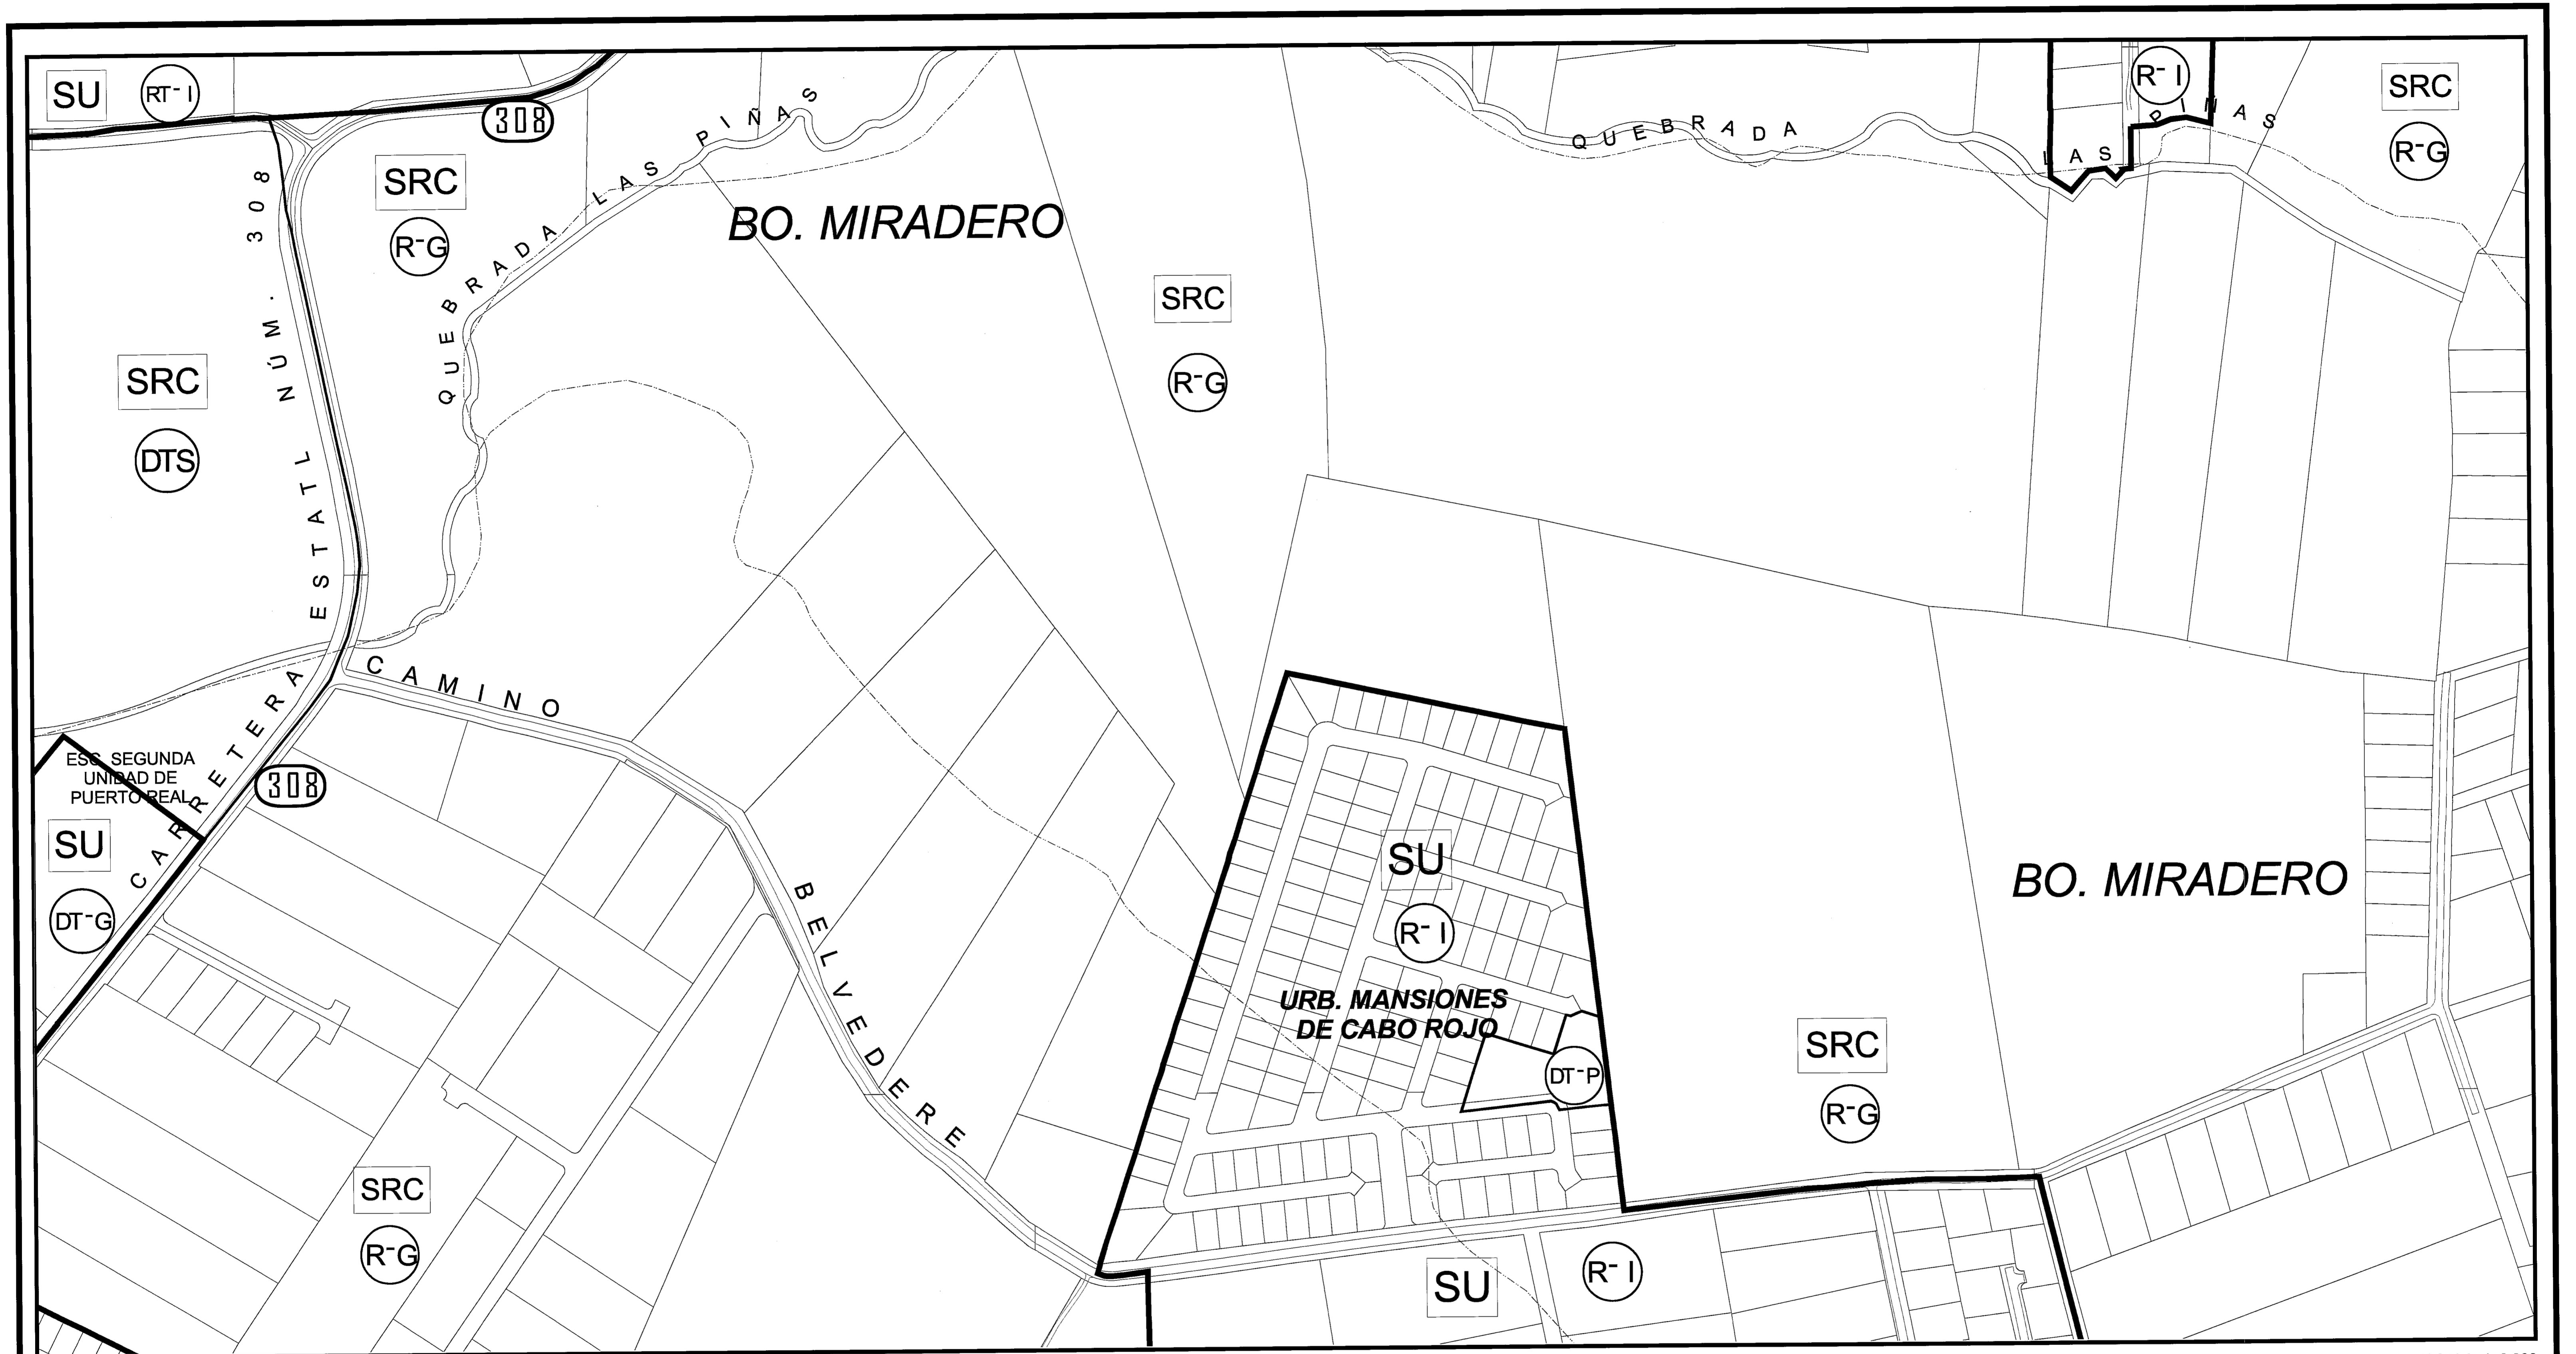 SU
RT-I
308
SRC
R-G
QUEBRADA LAS PIÑAS
BO. MIRADERO
QUEBRADA LAS PIÑAS
R-I
SRC
R-G
SRC
R-G
SRC
DTS
CARRETERA ESTATL NÚM. 308
CAMINO BELVEDERE
ESC. SEGUNDA
UNIDAD DE
PUERTO REAL
308
SU
DT-G
SU
R-I
URB. MANSIONES
DE CABO ROJO
DT-P
BO. MIRADERO
SRC
R-G
SRC
R-G
SU
R-I